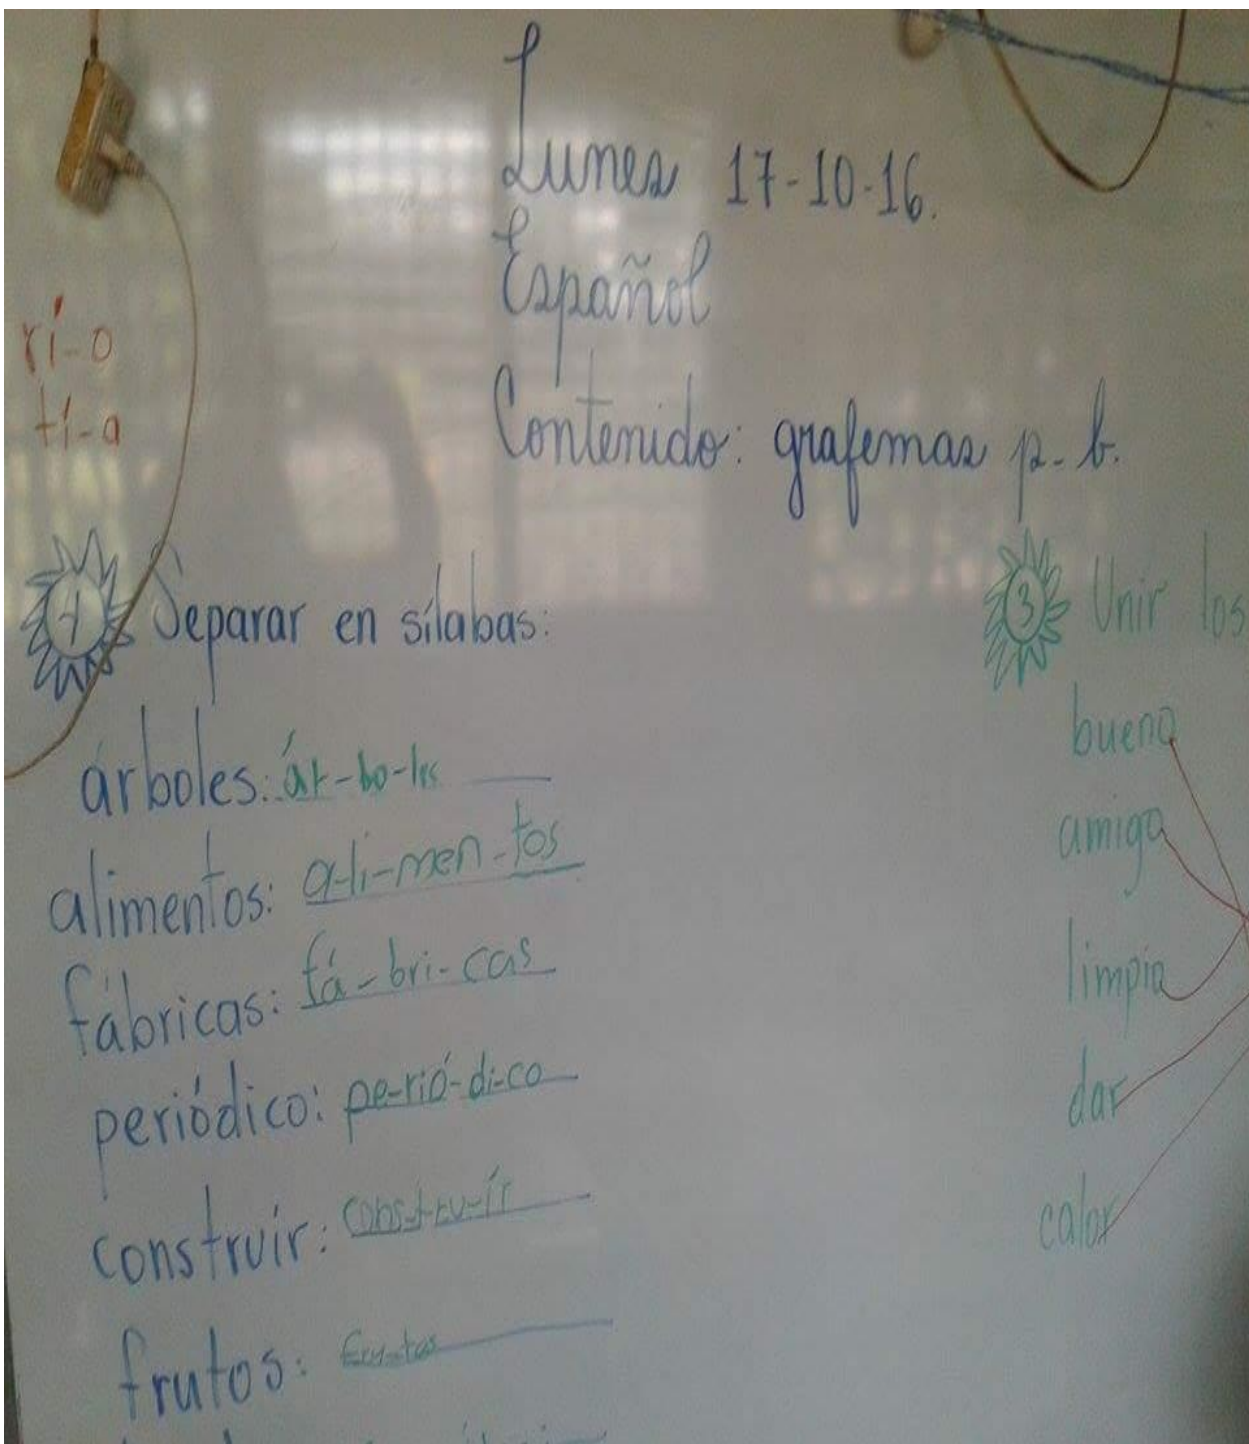 Lunes 17-10-16.
Español
Contenido: grafemas p-b.
rí-o
tí-a
1 Separar en sílabas:
árboles: ár-bo-les
alimentos: a-li-men-tos
fábricas: fá-bri-cas
periódico: pe-rió-di-co
construir: cons-tru-ír
frutos: fru-tos
3 Unir los
bueno
amigo
limpia
dar
calor